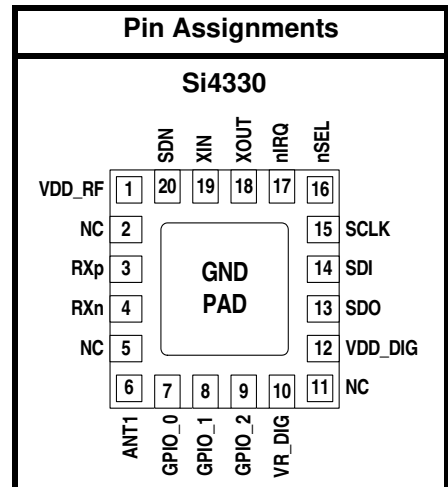 Pin Assignments
Si4330
SDN
XIN
XOUT
nIRQ
nSEL
VDD_RF 1 20 19 18 17 16
NC 2 15 SCLK
RXp 3 GND 14 SDI
RXn 4 PAD 13 SDO
NC 5 12 VDD_DIG
6 7 8 9 10 11 NC
ANT1
GPIO_0
GPIO_1
GPIO_2
VR_DIG